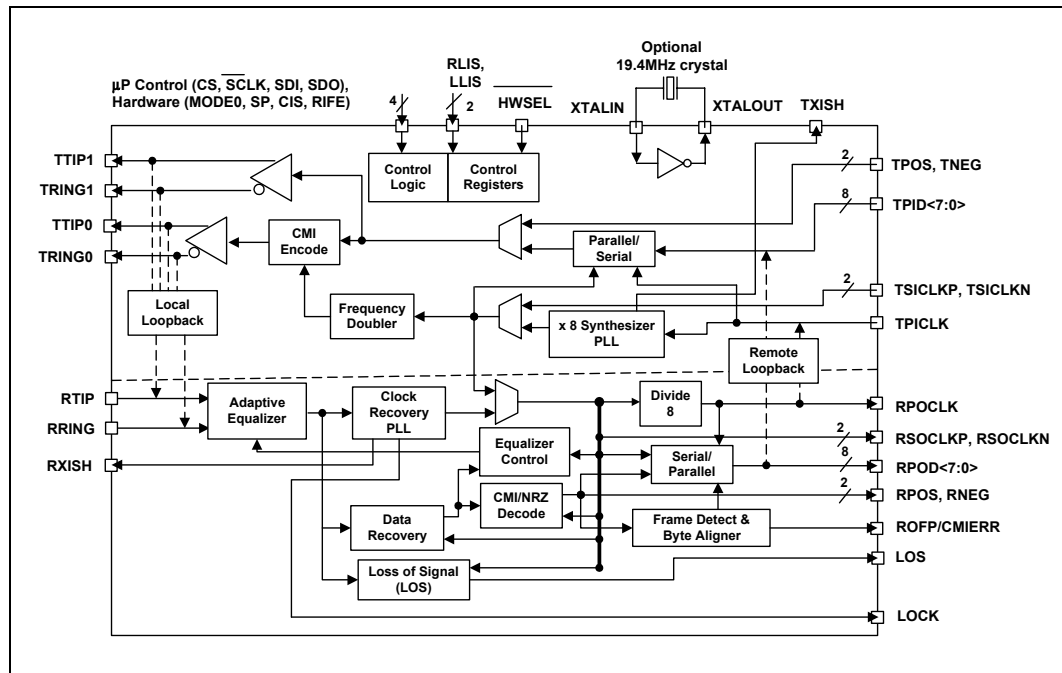 Optional
19.4MHz crystal
RLIS,
LLIS
µP Control (CS, SCLK, SDI, SDO),
Hardware (MODE0, SP, CIS, RIFE)
HWSEL
XTALIN
XTALOUT
TXISH
4
2
TTIP1
TRING1
TTIP0
TRING0
Control
Logic
Control
Registers
2
TPOS, TNEG
8
TPID<7:0>
CMI
Encode
Parallel/
Serial
2
TSICLKP, TSICLKN
Local
Loopback
Frequency
Doubler
x 8 Synthesizer
PLL
TPICLK
Remote
Loopback
RTIP
RRING
RXISH
Adaptive
Equalizer
Clock
Recovery
PLL
Divide
8
RPOCLK
Equalizer
Control
Serial/
Parallel
2
RSOCLKP, RSOCLKN
8
RPOD<7:0>
CMI/NRZ
Decode
2
RPOS, RNEG
Data
Recovery
Frame Detect &
Byte Aligner
ROFP/CMIERR
Loss of Signal
(LOS)
LOS
LOCK